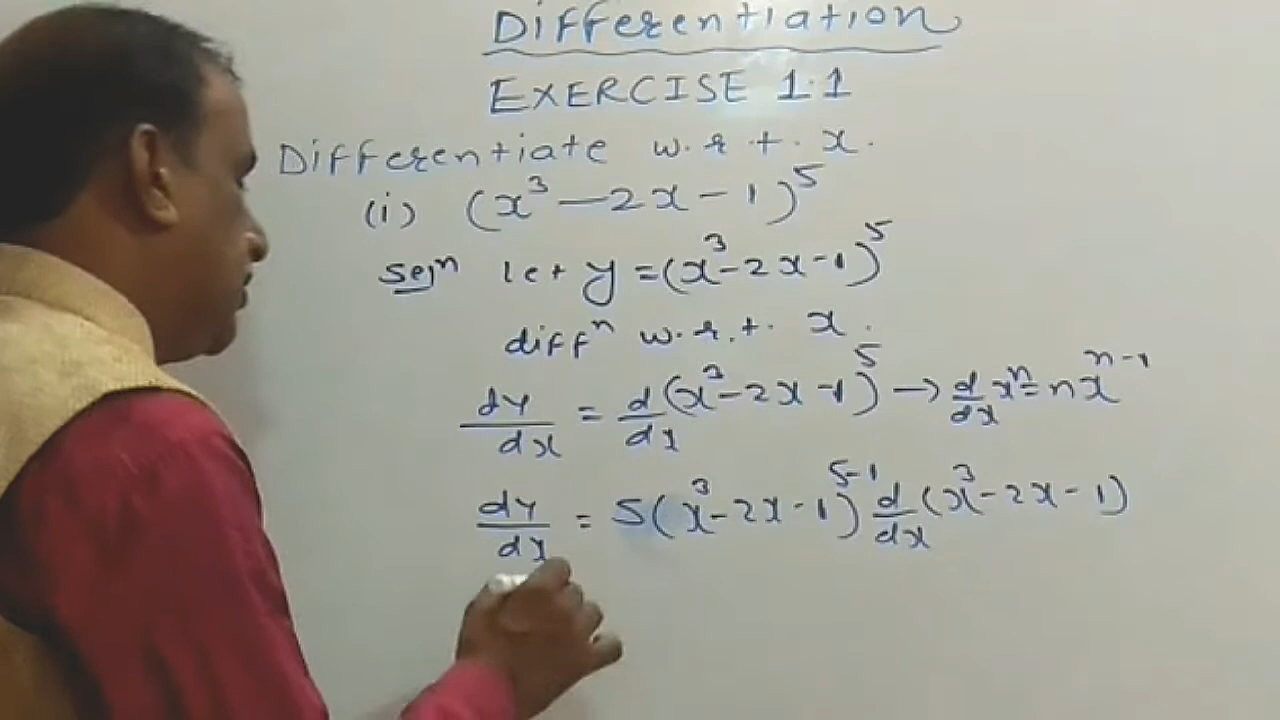 Differentiation
EXERCISE 1.1
Differentiate w.r.t. x.
(i) (x³ - 2x - 1)⁵
Solⁿ let y = (x³ - 2x - 1)⁵
diffⁿ w.r.t. x.
dy/dx = d/dx (x³ - 2x - 1)⁵ → d/dx xⁿ = nxⁿ⁻¹
dy/dx = 5(x³ - 2x - 1)⁵⁻¹ d/dx (x³ - 2x - 1)